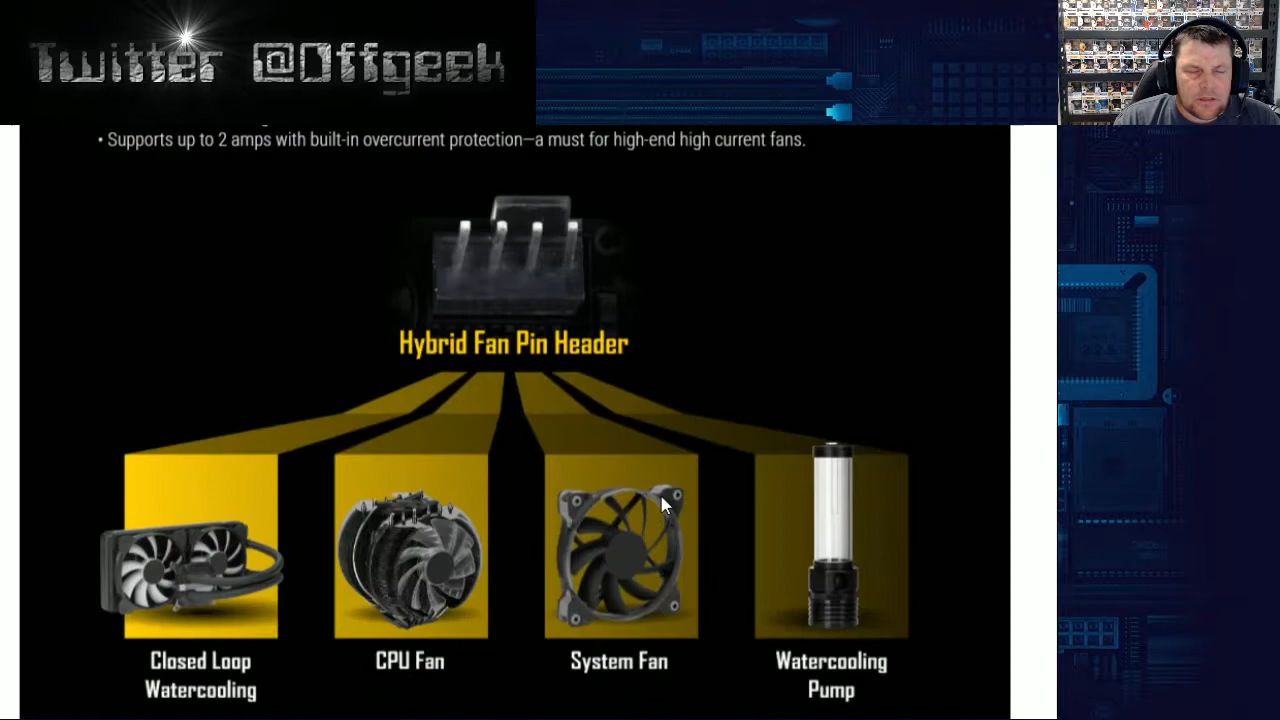 Twitter @Offgeek
• Supports up to 2 amps with built-in overcurrent protection—a must for high-end high current fans.
Hybrid Fan Pin Header
Closed Loop
Watercooling
CPU Fan
System Fan
Watercooling
Pump